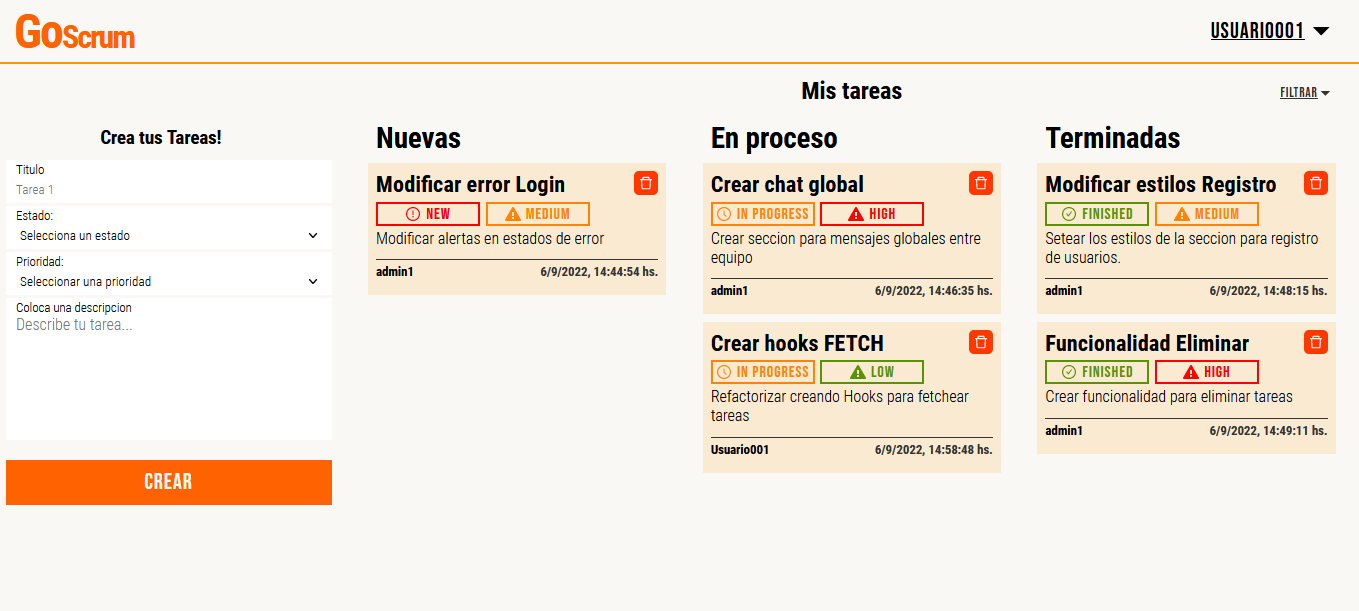 GoScrum
USUARIO001
Mis tareas
FILTRAR
Crea tus Tareas!
Titulo
Tarea 1
Estado:
Selecciona un estado
Prioridad:
Seleccionar una prioridad
Coloca una descripcion
Describe tu tarea...
CREAR
Nuevas
Modificar error Login
NEW
MEDIUM
Modificar alertas en estados de error
admin1
6/9/2022, 14:44:54 hs.
En proceso
Crear chat global
IN PROGRESS
HIGH
Crear seccion para mensajes globales entre
equipo
admin1
6/9/2022, 14:46:35 hs.
Crear hooks FETCH
IN PROGRESS
LOW
Refactorizar creando Hooks para fetchear
tareas
Usuario001
6/9/2022, 14:58:48 hs.
Terminadas
Modificar estilos Registro
FINISHED
MEDIUM
Setear los estilos de la seccion para registro
de usuarios.
admin1
6/9/2022, 14:48:15 hs.
Funcionalidad Eliminar
FINISHED
HIGH
Crear funcionalidad para eliminar tareas
admin1
6/9/2022, 14:49:11 hs.